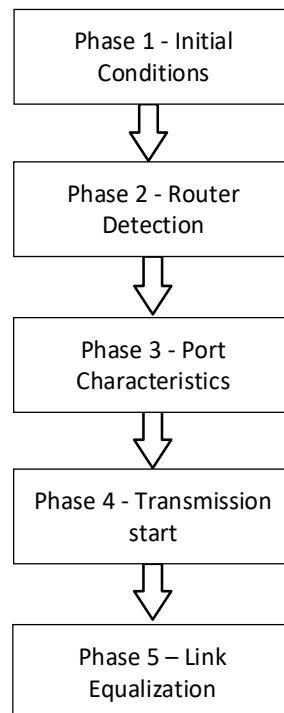 Phase 1 - Initial
Conditions
Phase 2 - Router
Detection
Phase 3 - Port
Characteristics
Phase 4 - Transmission
start
Phase 5 – Link
Equalization